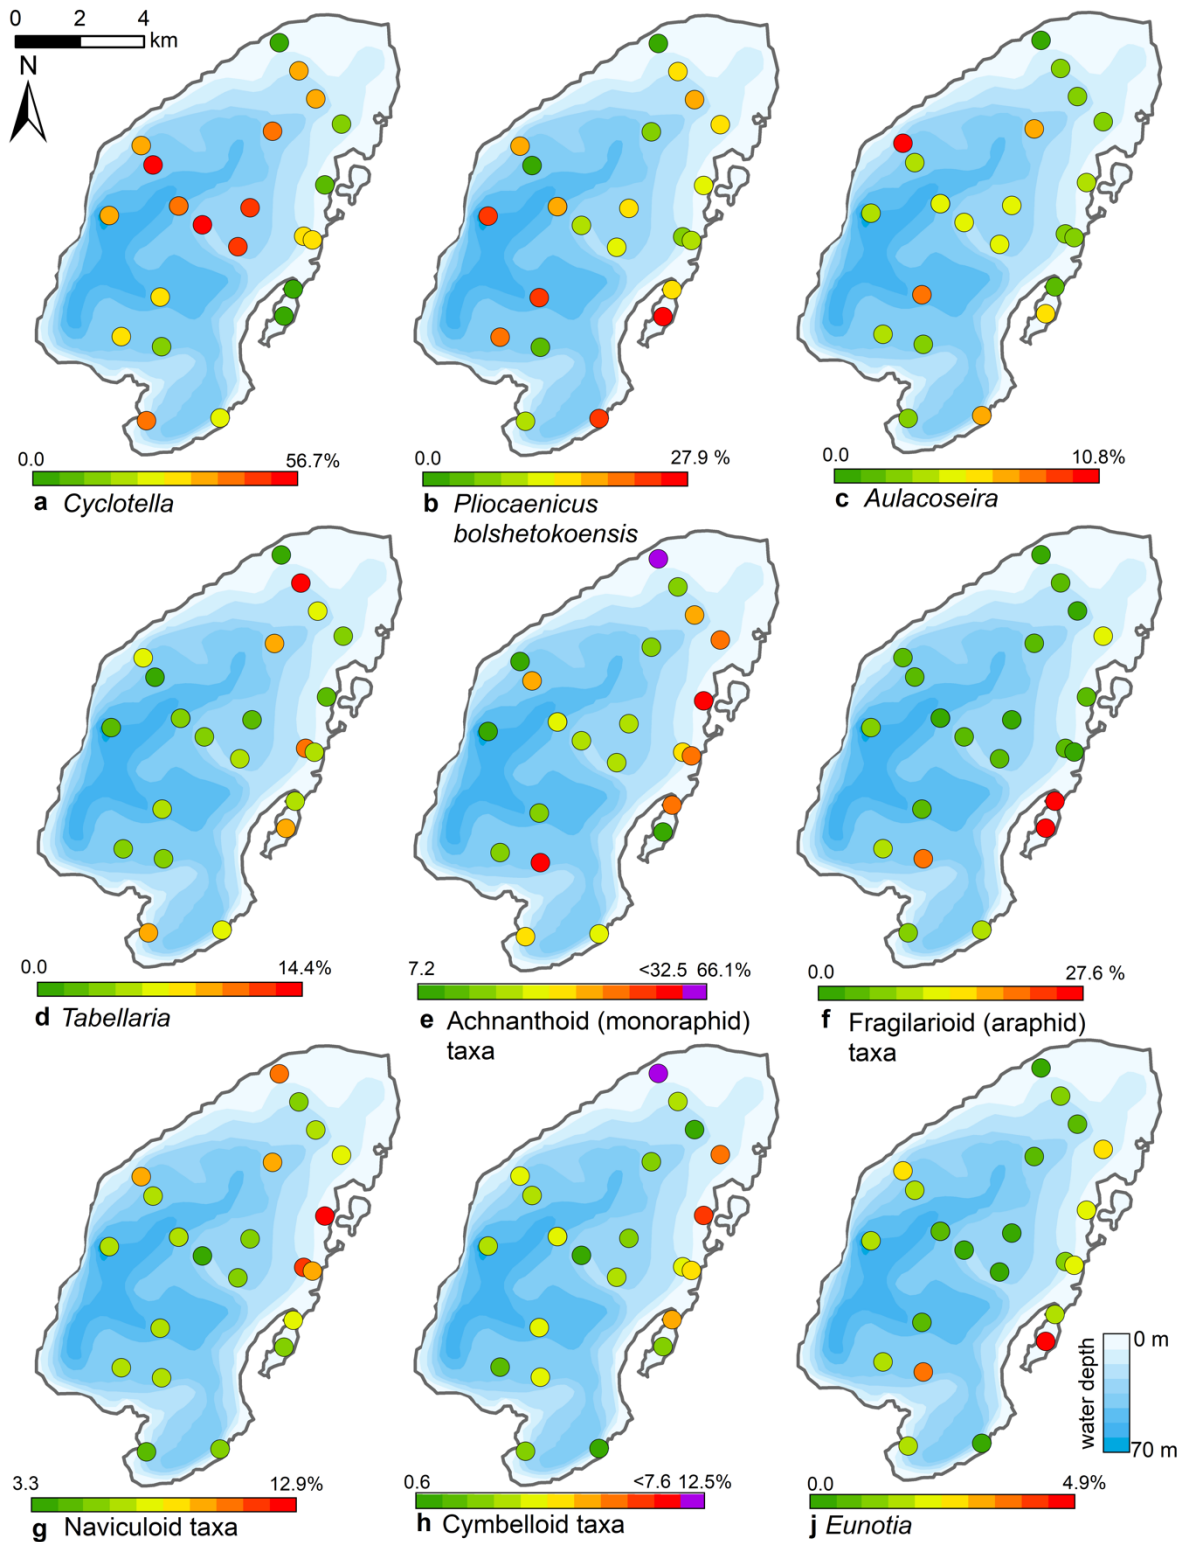 0 2 4
km
N
0.0 56.7%
a Cyclotella
0.0 27.9 %
b Pliocaenicus
bolshetokoensis
0.0 10.8%
c Aulacoseira
0.0 14.4%
d Tabellaria
7.2 <32.5 66.1%
e Achnanthoid (monoraphid)
taxa
0.0 27.6 %
f Fragilarioid (araphid)
taxa
3.3 12.9%
g Naviculoid taxa
0.6 <7.6 12.5%
h Cymbelloid taxa
0 m
water depth
70 m
0.0 4.9%
j Eunotia